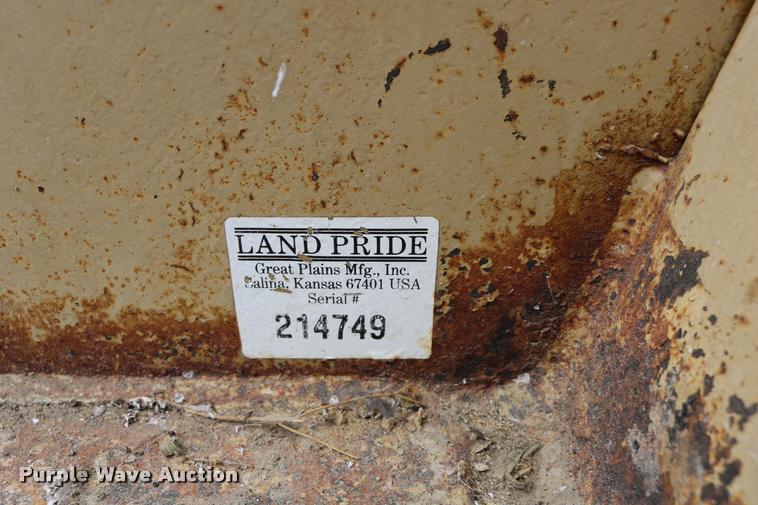 LAND PRIDE
Great Plains Mfg., Inc.
Salina, Kansas 67401 USA
Serial #
214749
Purple Wave Auction